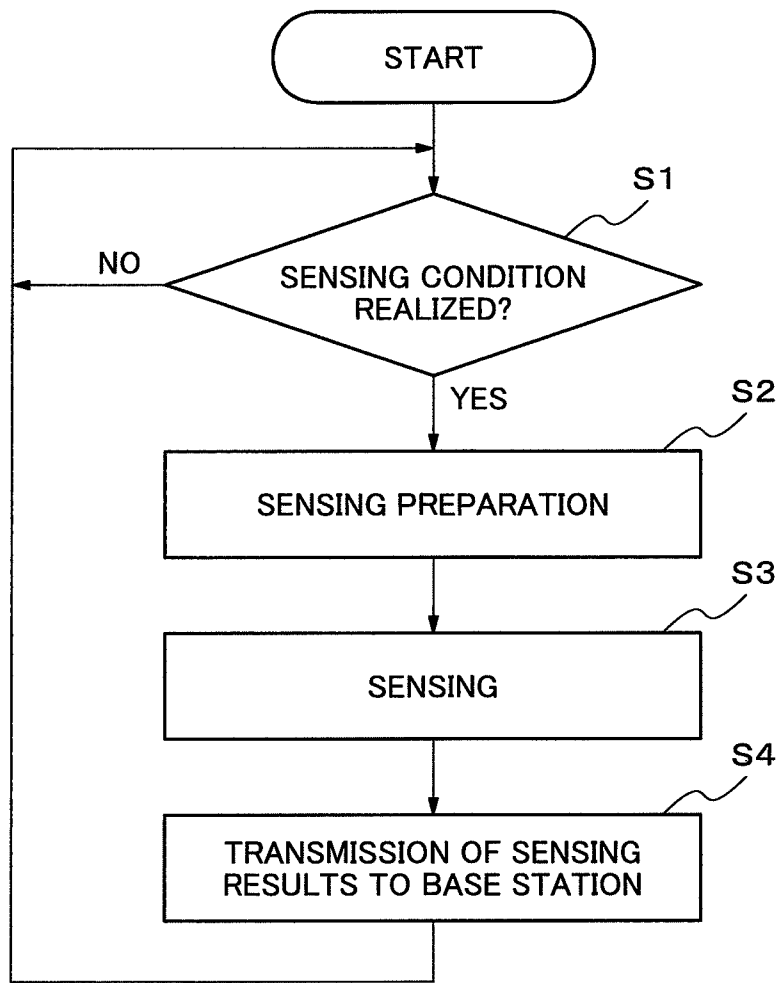 START
S1
NO
SENSING CONDITION
REALIZED?
YES
S2
SENSING PREPARATION
S3
SENSING
S4
TRANSMISSION OF SENSING
RESULTS TO BASE STATION